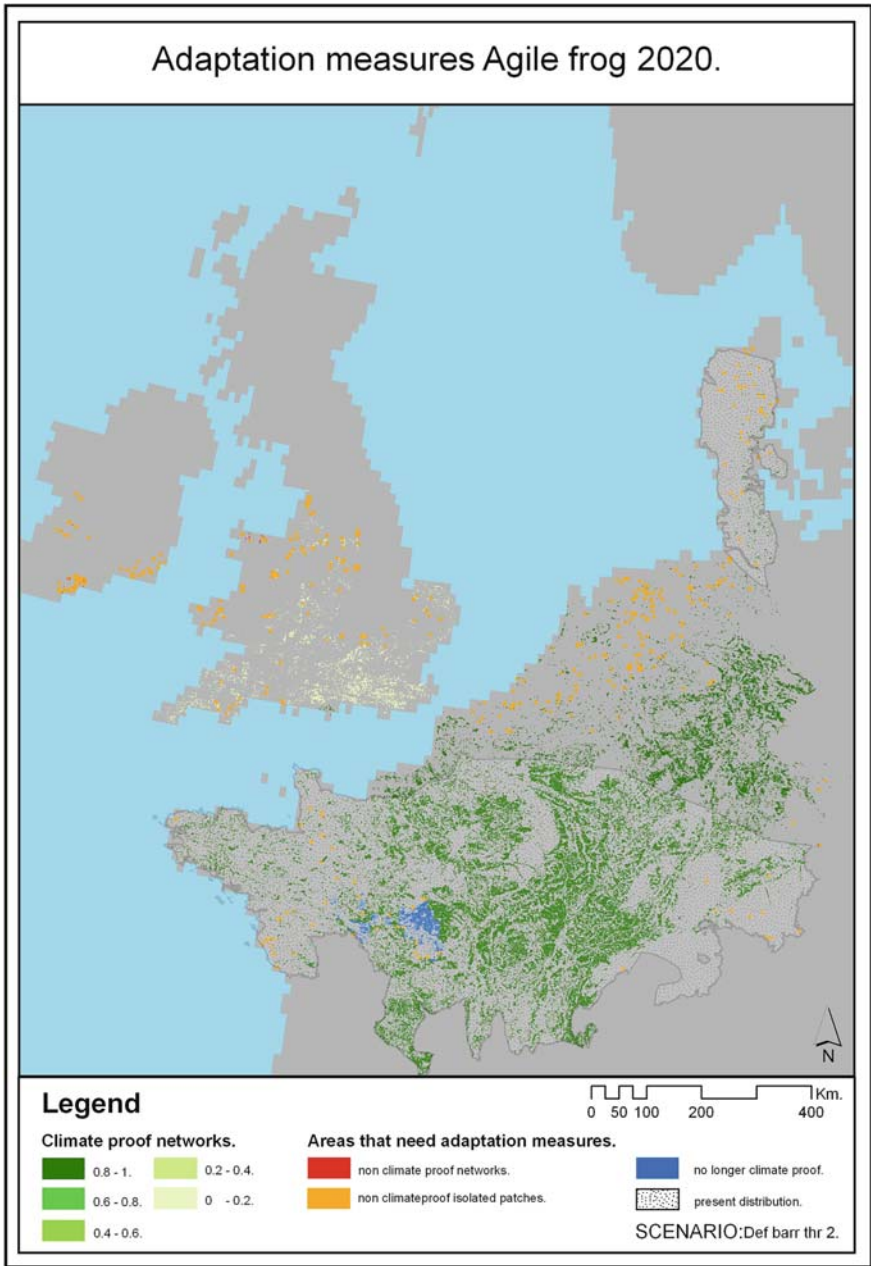 Adaptation measures Agile frog 2020.
N
Legend
Km.
0 50 100 200 400
Climate proof networks.
0.8 - 1.
0.6 - 0.8.
0.4 - 0.6.
0.2 - 0.4.
0 - 0.2.
Areas that need adaptation measures.
non climate proof networks.
non climateproof isolated patches.
no longer climate proof.
present distribution.
SCENARIO:Def barr thr 2.